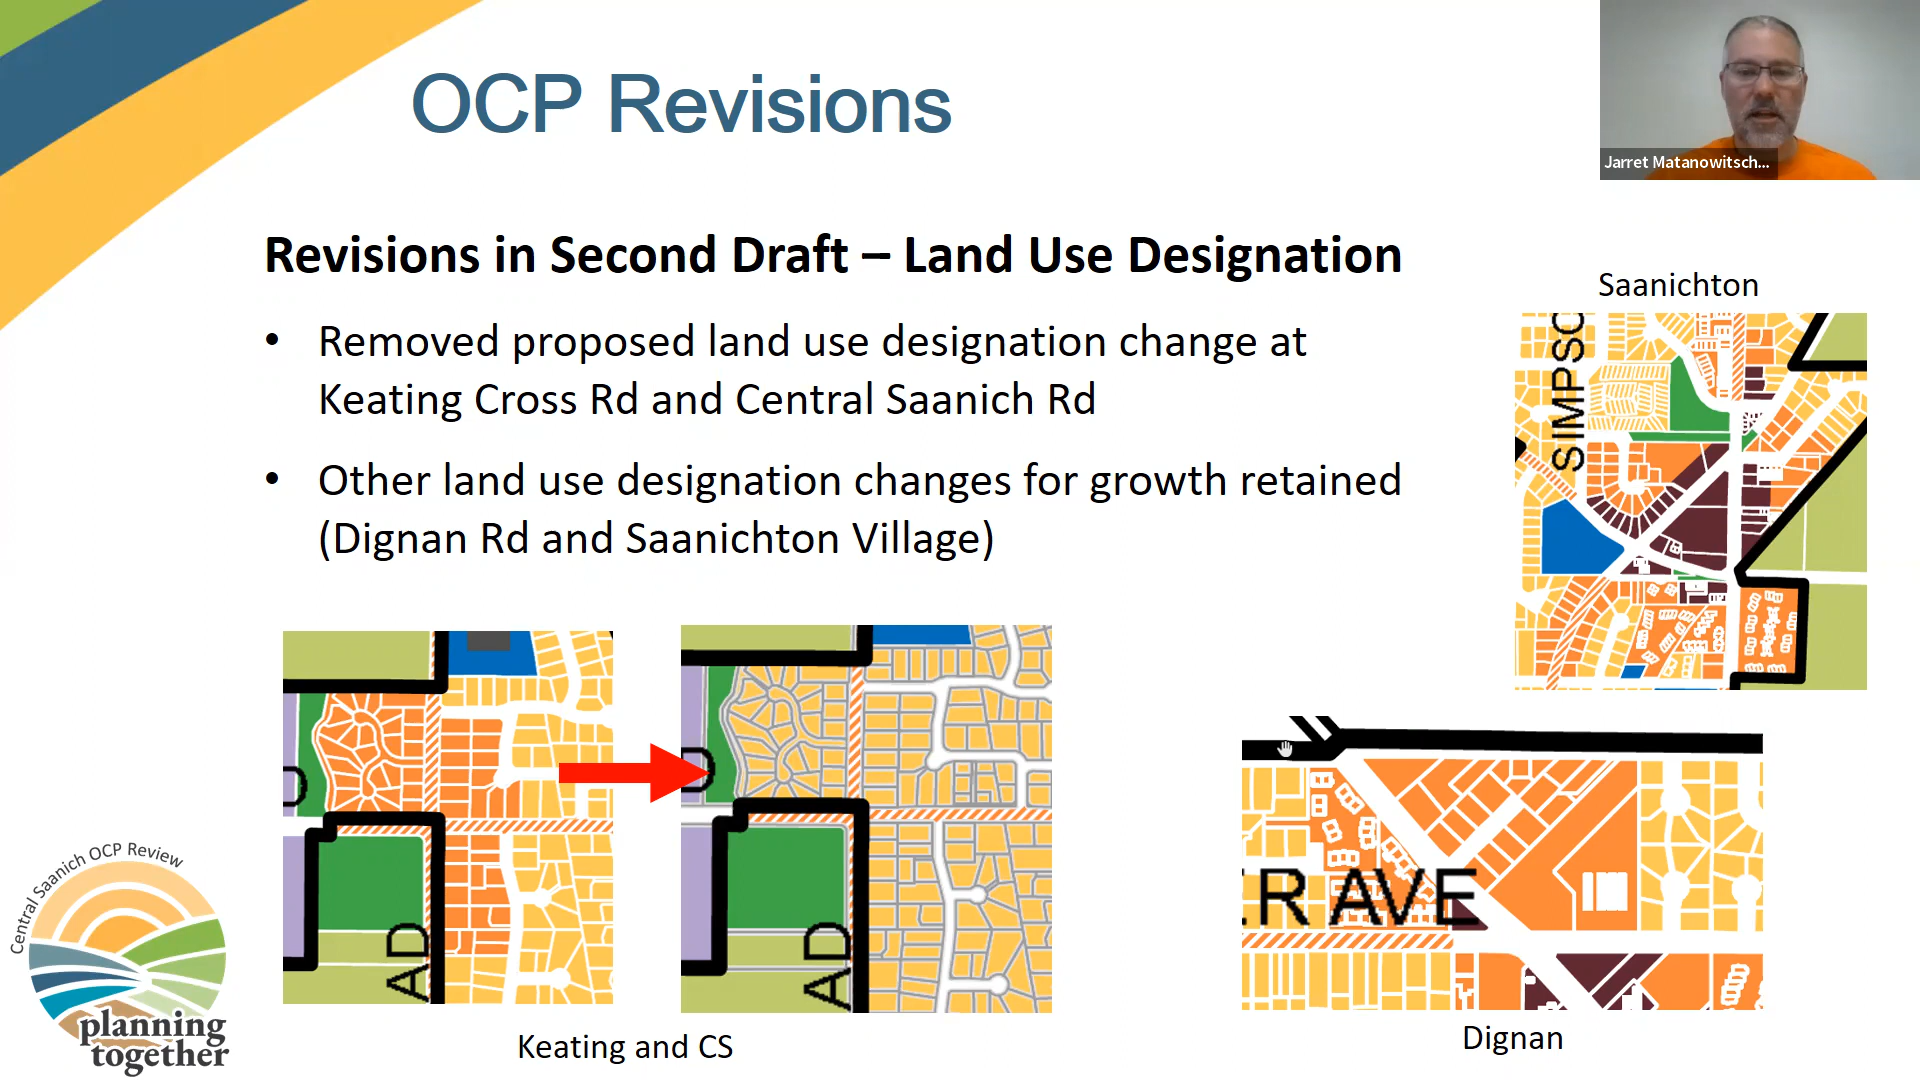 OCP Revisions
Jarret Matanowitsch...
Revisions in Second Draft – Land Use Designation
• Removed proposed land use designation change at
Keating Cross Rd and Central Saanich Rd
• Other land use designation changes for growth retained
(Dignan Rd and Saanichton Village)
Saanichton
SIMPSO
D
AD
D
AD
Keating and CS
ER AVE
Dignan
Central Saanich OCP Review
planning
together